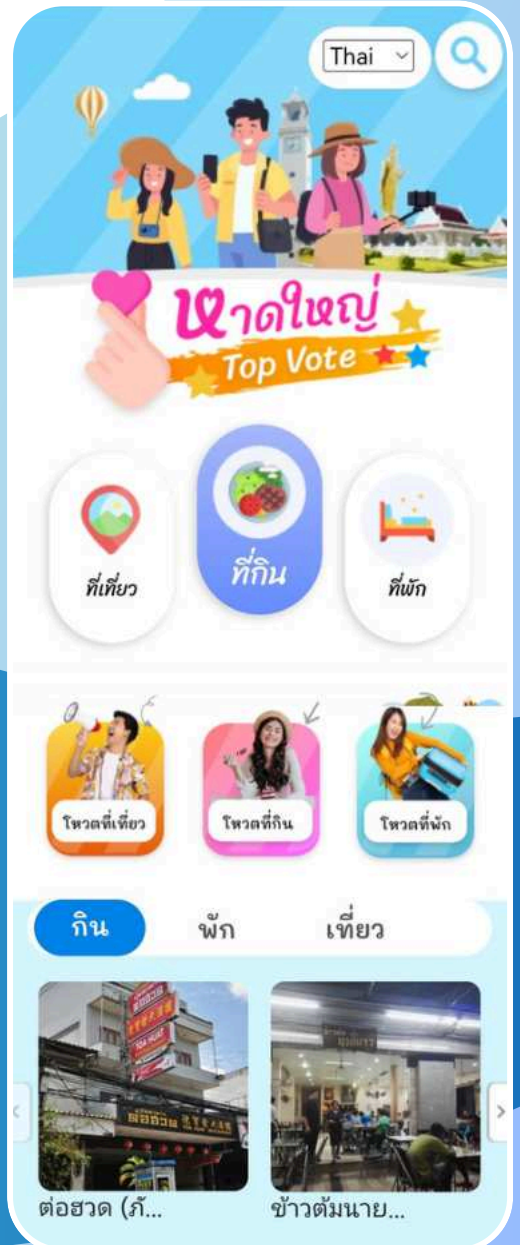 Thai
หาดใหญ่
Top Vote
ที่เที่ยว
ที่กิน
ที่พัก
โหวตที่เที่ยว
โหวตที่กิน
โหวตที่พัก
กิน พัก เที่ยว
TOA HUAT
ต่อฮวด (ภั...
ข้าวต้มนาย...